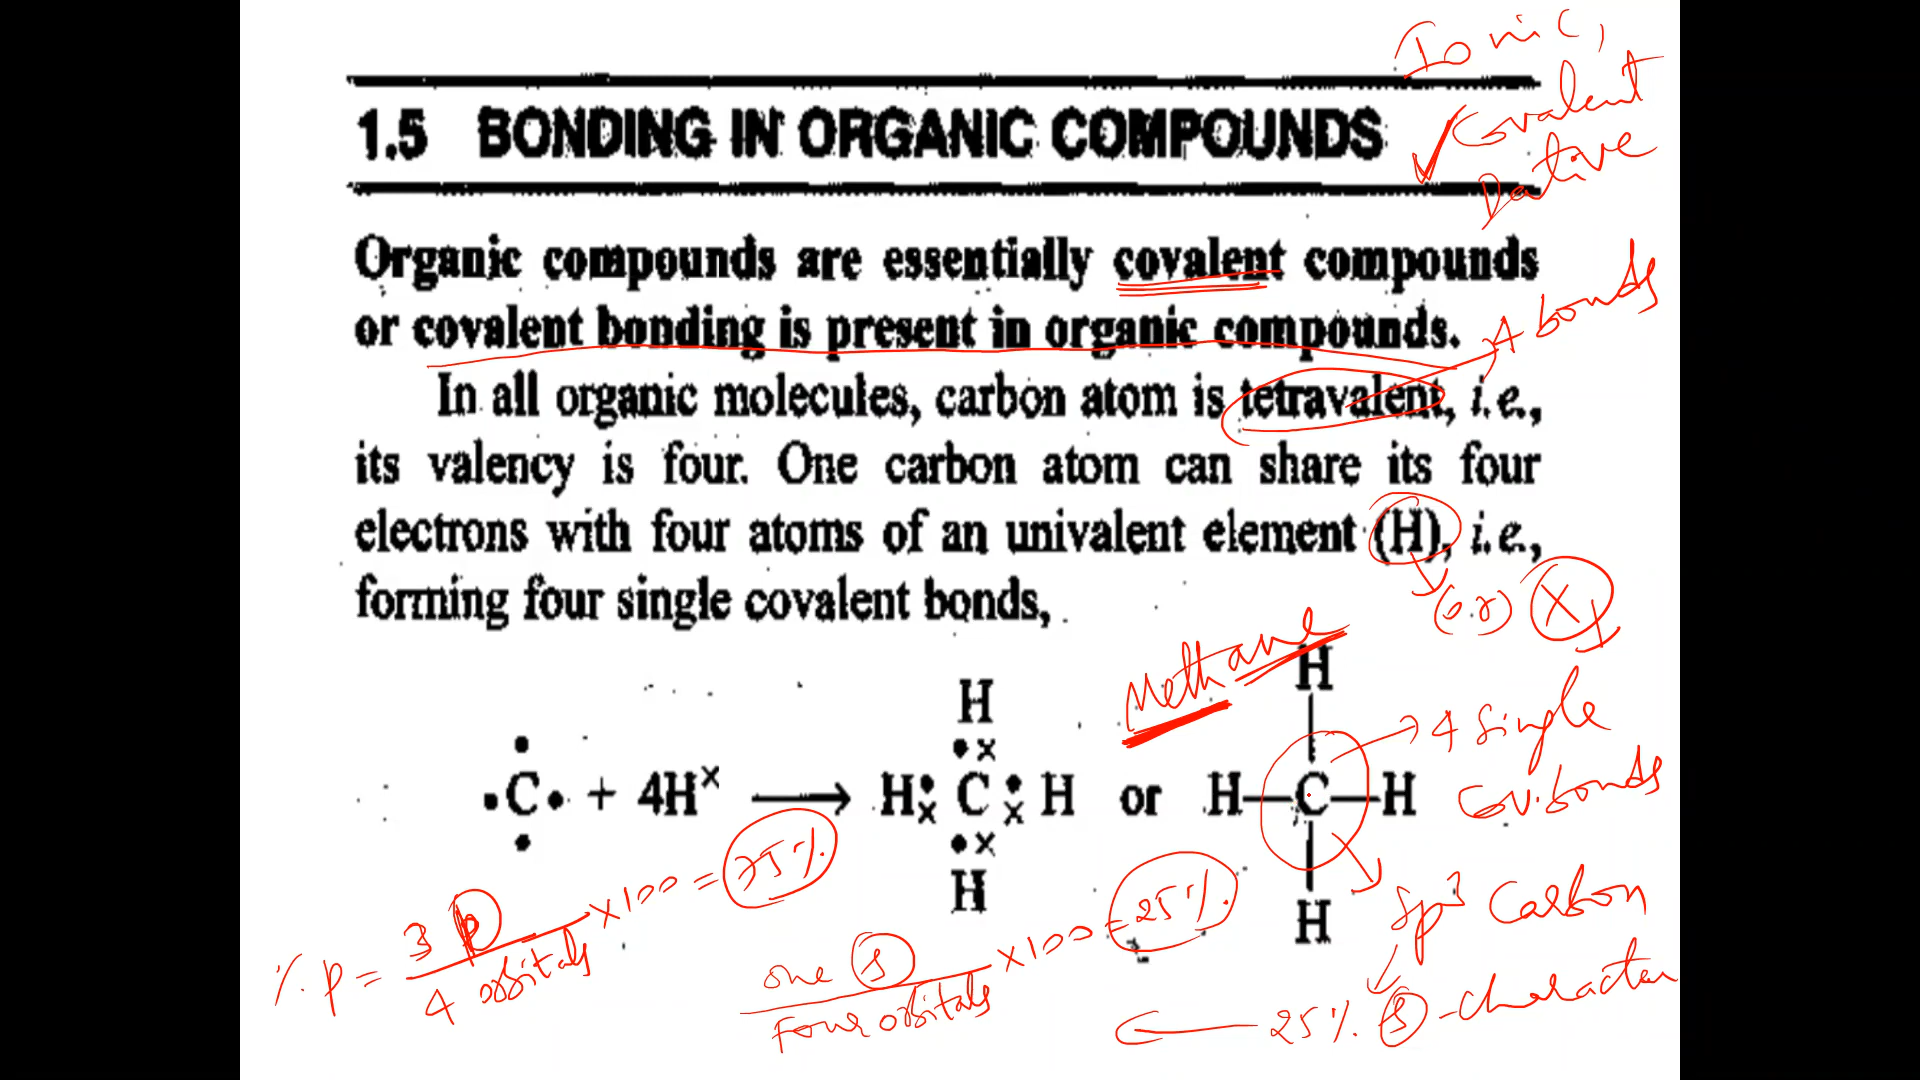 Ionic,
Covalent
Dative
1.5 BONDING IN ORGANIC COMPOUNDS
Organic compounds are essentially covalent compounds
or covalent bonding is present in organic compounds.
4 bonds
In all organic molecules, carbon atom is tetravalent, i.e.,
its valency is four. One carbon atom can share its four
electrons with four atoms of an univalent element (H), i.e.,
forming four single covalent bonds,
(or) X
Methane
H
H
•x
•C• + 4Hx ⟶ H:x C :x H or H—C—H
•x
H
H
4 Single
Cov. bonds
sp3 Carbon
25%. s-character
% p = 3 p / 4 orbitals x100 = 75%.
one s / Four orbitals x100 = 25%.